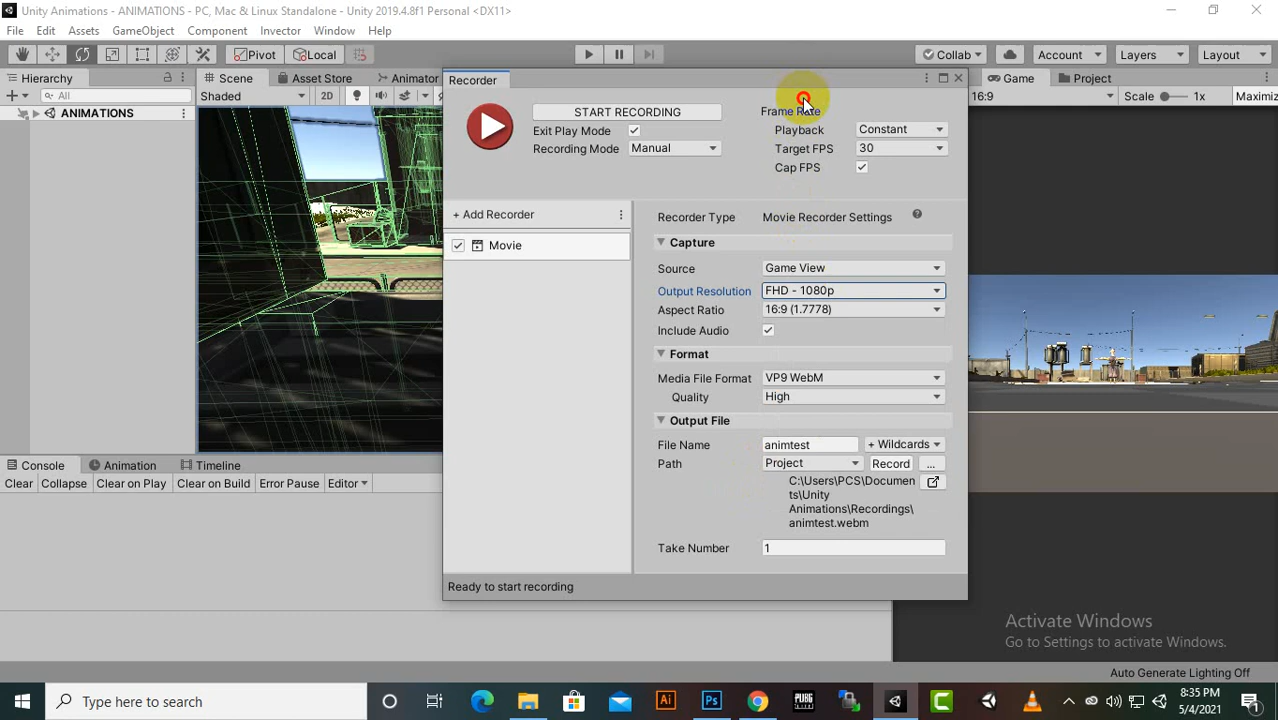 Unity Animations - ANIMATIONS - PC, Mac & Linux Standalone - Unity 2019.4.8f1 Personal <DX11>
File Edit Assets GameObject Component Inspector Window Help
Pivot Local Collab Account Layers Layout
Hierarchy Scene Asset Store Animator Recorder Game Project
All Shaded 2D 16:9 Scale 1x Maximiz
ANIMATIONS
START RECORDING Frame Rate
Exit Play Mode Playback Constant
Recording Mode Manual Target FPS 30
Cap FPS
+ Add Recorder Recorder Type Movie Recorder Settings
Movie Capture
Source Game View
Output Resolution FHD - 1080p
Aspect Ratio 16:9 (1.7778)
Include Audio
Format
Media File Format VP9 WebM
Quality High
Output File
File Name animtest + Wildcards
Path Project Record ...
C:\Users\PCS\Documen
ts\Unity
Animations\Recordings\
animtest.webm
Take Number 1
Ready to start recording
Console Animation Timeline
Clear Collapse Clear on Play Clear on Build Error Pause Editor
Activate Windows
Go to Settings to activate Windows.
Auto Generate Lighting Off
Type here to search
Ai Ps PUBG C
8:35 PM
5/4/2021
1